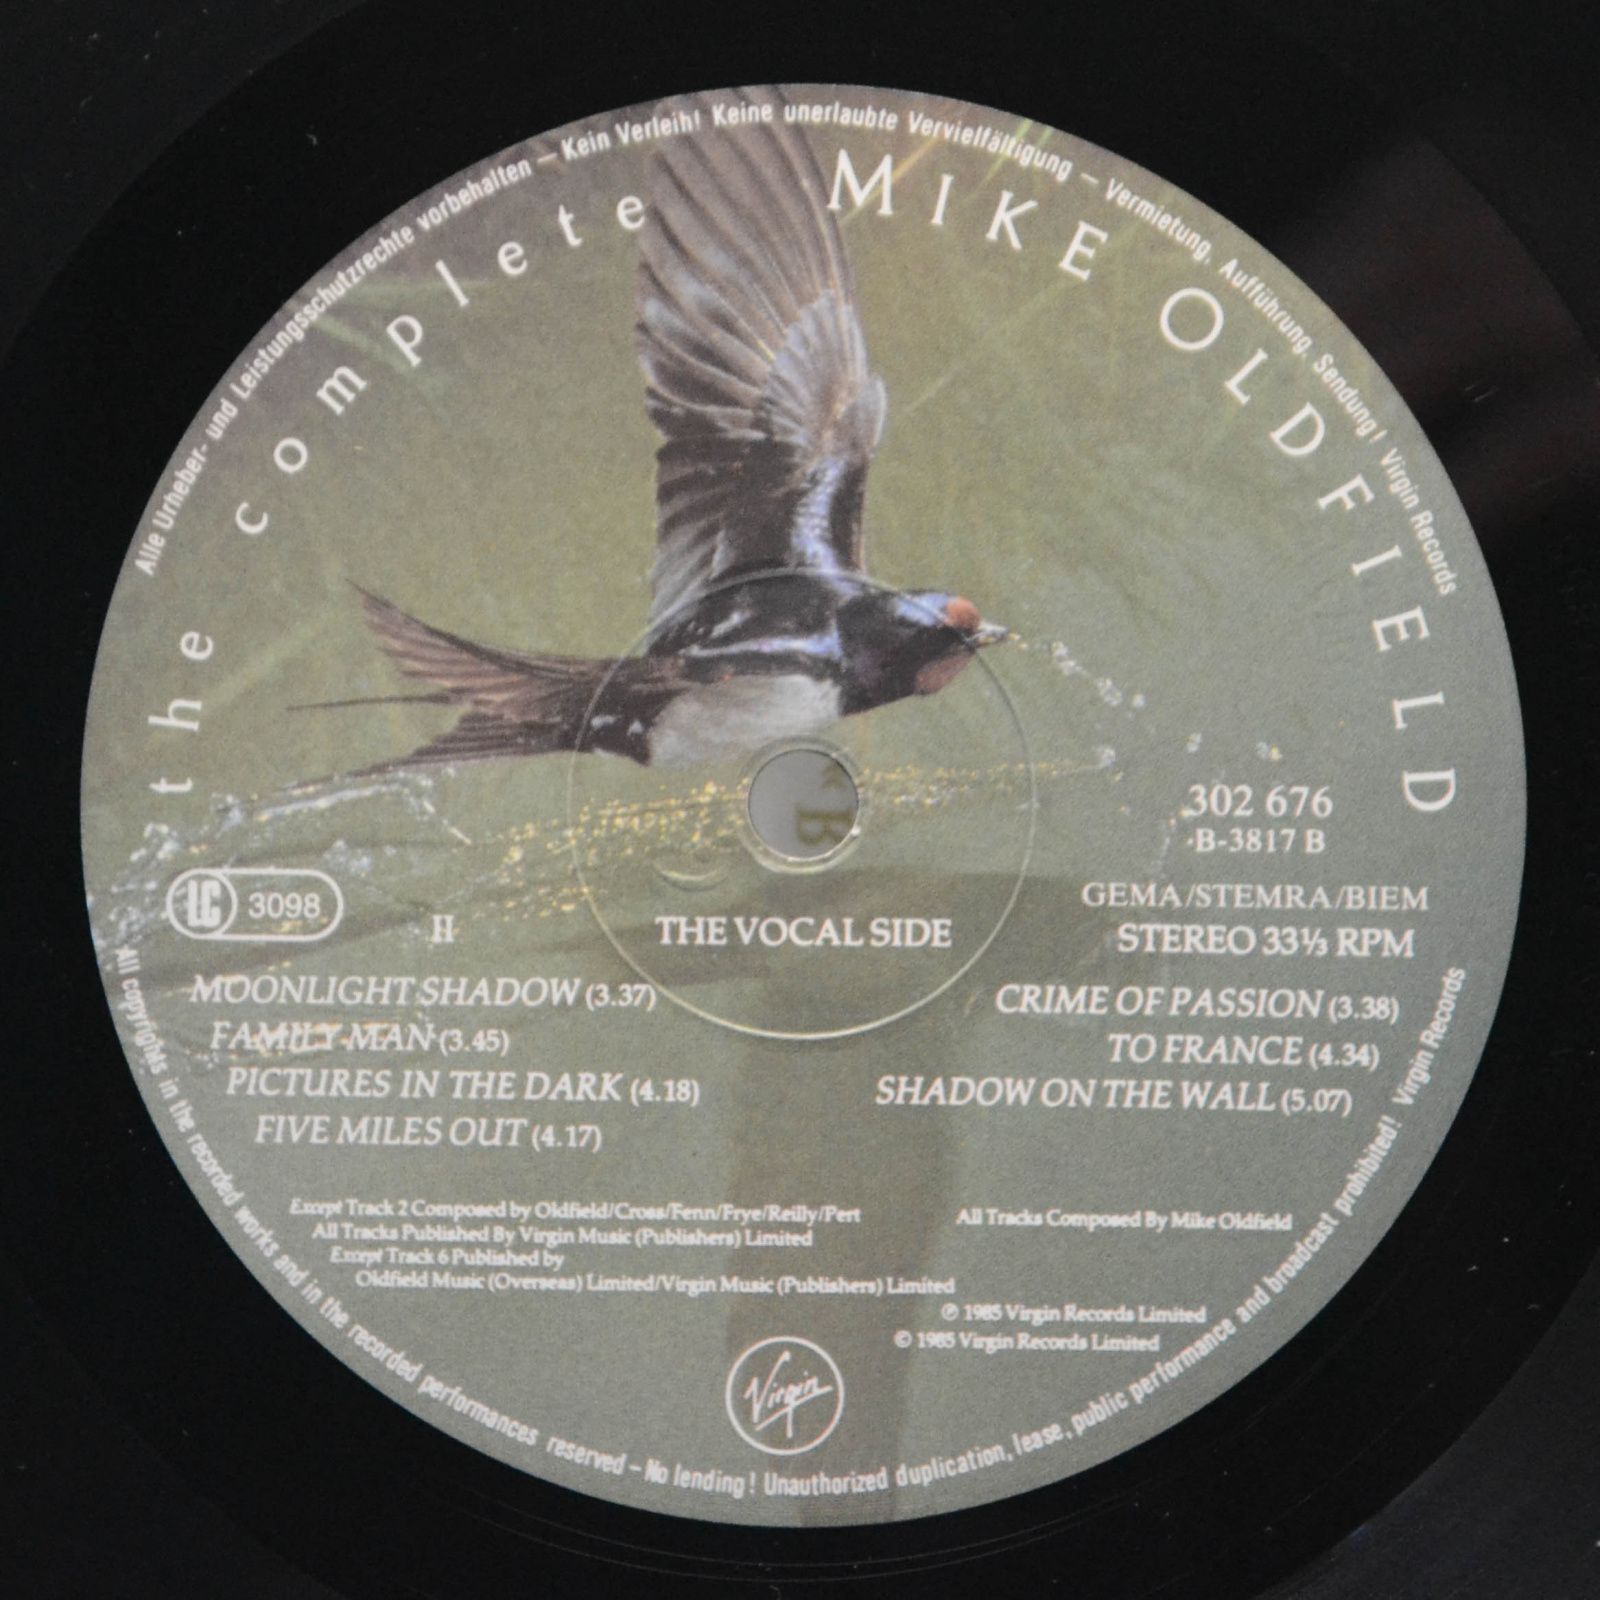 Alle Urheber- und Leistungsschutzrechte vorbehalten – Kein Verleih! Keine unerlaubte Vervielfältigung – Vermietung, Aufführung, Sendung! Virgin Records
the complete MIKE OLDFIELD
302 676
B-3817 B
LC 3098
GEMA/STEMRA/BIEM
THE VOCAL SIDE
STEREO 33⅓ RPM
MOONLIGHT SHADOW (3.37)
FAMILY MAN (3.45)
PICTURES IN THE DARK (4.18)
FIVE MILES OUT (4.17)
CRIME OF PASSION (3.38)
TO FRANCE (4.34)
SHADOW ON THE WALL (5.07)
All Tracks Composed By Mike Oldfield
Except Track 2 Composed by Oldfield/Cross/Fenn/Frye/Reilly/Pert
All Tracks Published By Virgin Music (Publishers) Limited
Except Track 6 Published by
Oldfield Music (Overseas) Limited/Virgin Music (Publishers) Limited
℗ 1985 Virgin Records Limited
© 1985 Virgin Records Limited
Virgin
All copyrights in the recorded works and in the recorded performances reserved – No lending! Unauthorized duplication, lease, public performance and broadcast prohibited! Virgin Records